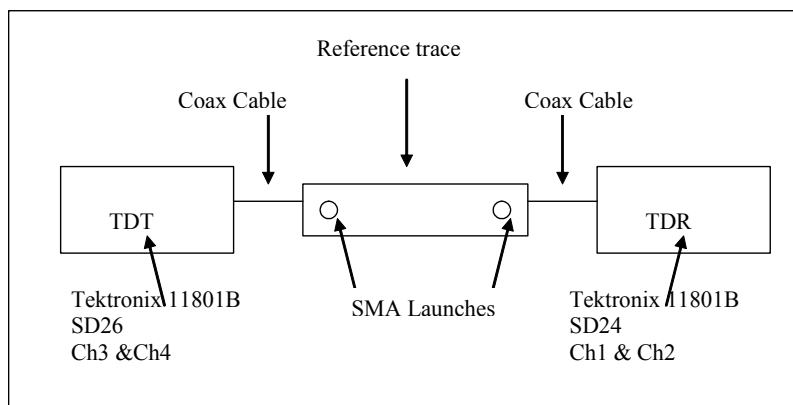 Reference trace
Coax Cable
Coax Cable
TDT
TDR
SMA Launches
Tektronix 11801B
SD26
Ch3 &Ch4
Tektronix 11801B
SD24
Ch1 & Ch2